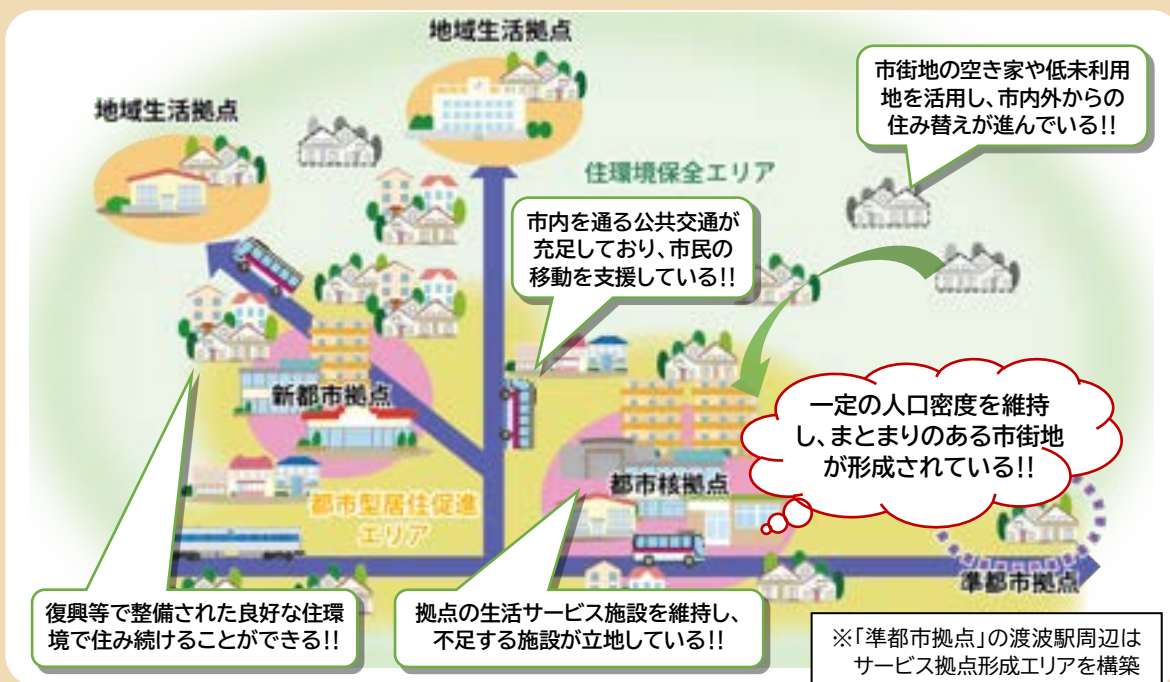 地域生活拠点
地域生活拠点
市街地の空き家や低未利用
地を活用し、市内外からの
住み替えが進んでいる!!
住環境保全エリア
市内を通る公共交通が
充足しており、市民の
移動を支援している!!
新都市拠点
一定の人口密度を維持
し、まとまりのある市街地
が形成されている!!
都市核拠点
都市型居住促進
エリア
準都市拠点
復興等で整備された良好な住環
境で住み続けることができる!!
拠点の生活サービス施設を維持し、
不足する施設が立地している!!
※「準都市拠点」の渡波駅周辺は
サービス拠点形成エリアを構築